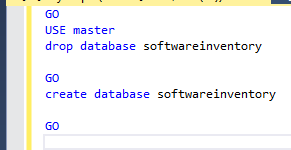 GO
USE master
drop database softwareinventory
GO
create database softwareinventory
GO